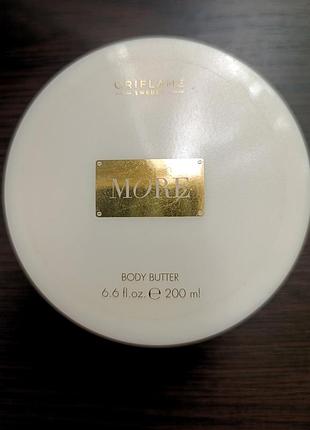 ORIFLAME
SWEDEN
MORE
BODY BUTTER
6.6 fl.oz. ℮ 200 ml